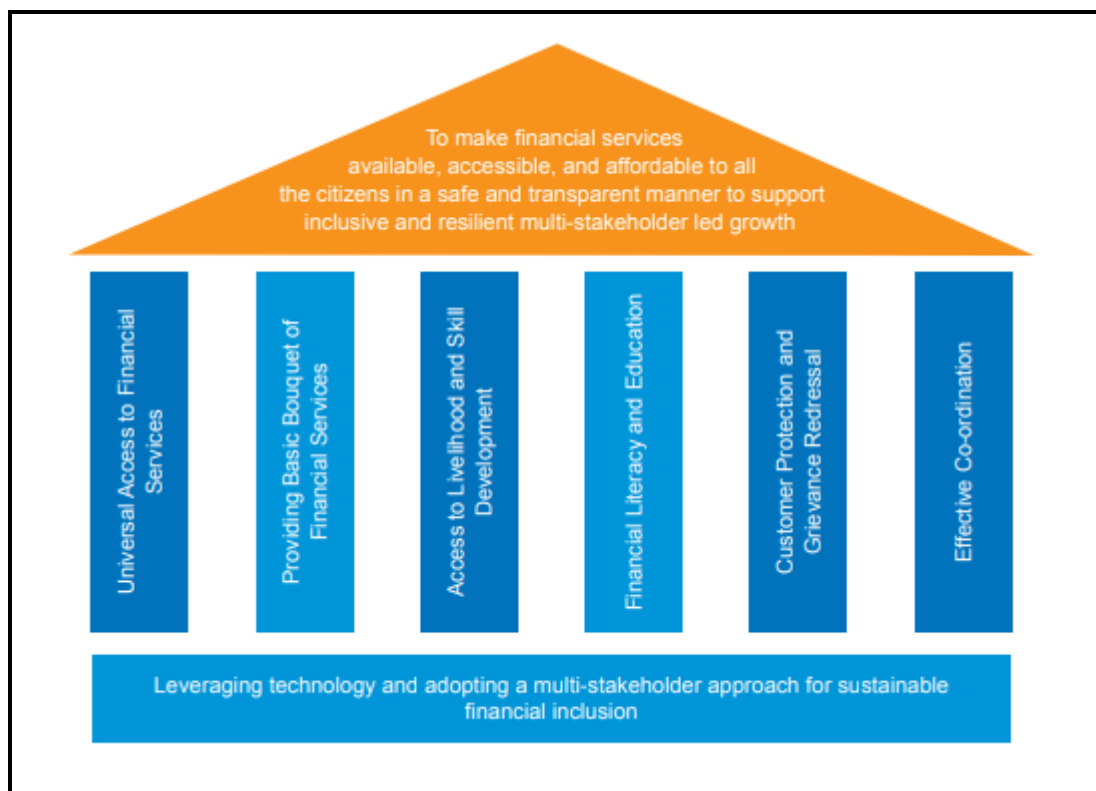 To make financial services
available, accessible, and affordable to all
the citizens in a safe and transparent manner to support
inclusive and resilient multi-stakeholder led growth
Universal Access to Financial
Services
Providing Basic Bouquet of
Financial Services
Access to Livelihood and Skill
Development
Financial Literacy and Education
Customer Protection and
Grievance Redressal
Effective Co-ordination
Leveraging technology and adopting a multi-stakeholder approach for sustainable
financial inclusion